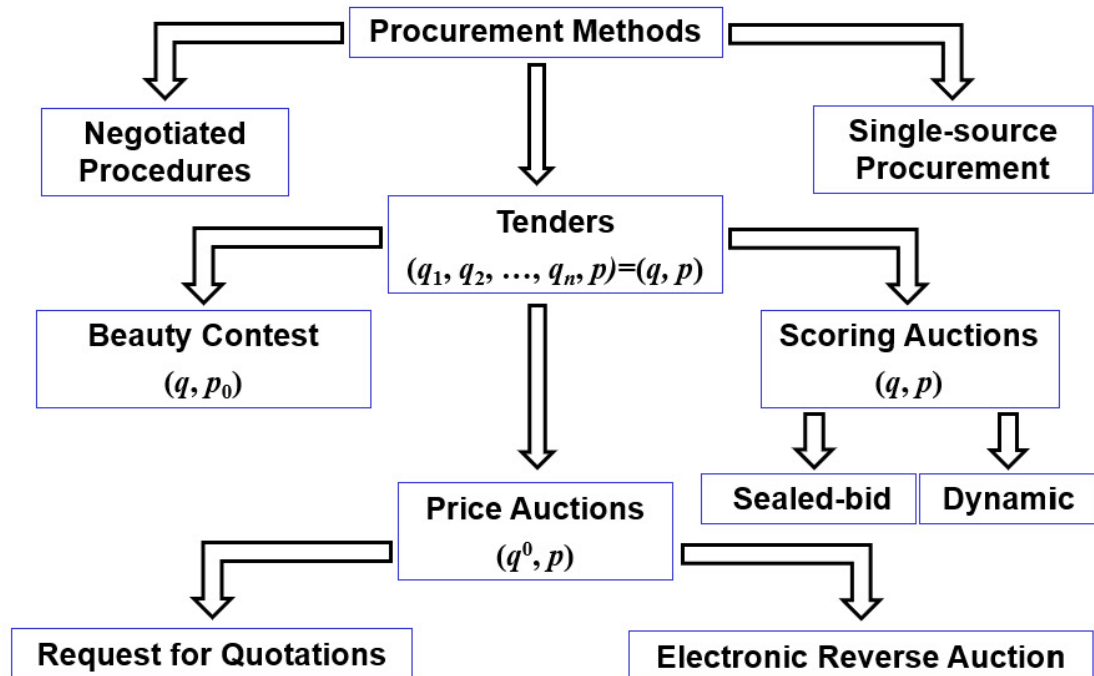 Procurement Methods
Negotiated
Procedures
Single-source
Procurement
Tenders
(q₁, q₂, …, qₙ, p)=(q, p)
Beauty Contest
(q, p₀)
Scoring Auctions
(q, p)
Sealed-bid
Dynamic
Price Auctions
(q⁰, p)
Request for Quotations
Electronic Reverse Auction